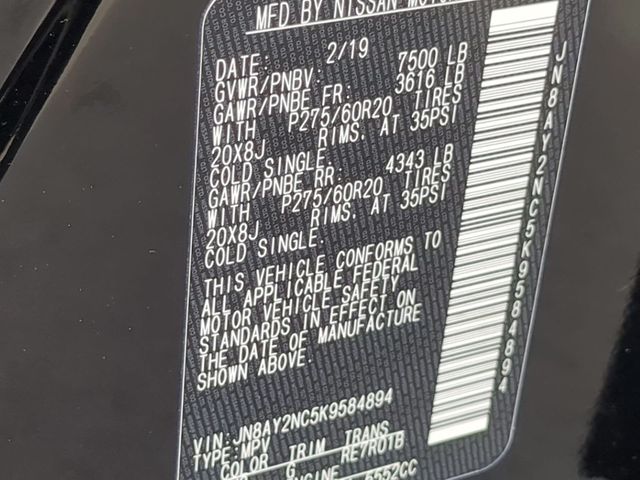 MFD BY NISSAN
DATE: 2/19
GVWR/PNBV: 7500 LB
GAWR/PNBE FR: 3616 LB
WITH P275/60R20 TIRES
20X8J RIMS. AT 35PSI
COLD SINGLE.
GAWR/PNBE RR: 4343 LB
WITH P275/60R20 TIRES
20X8J RIMS. AT 35PSI
COLD SINGLE.
THIS VEHICLE CONFORMS TO
ALL APPLICABLE FEDERAL
MOTOR VEHICLE SAFETY
STANDARDS IN EFFECT ON
THE DATE OF MANUFACTURE
SHOWN ABOVE.
VIN:JN8AY2NC5K9584894
TYPE:MPV
COLOR TRIM TRANS
G RE7R01B
5552CC
JN8AY2NC5K9584894